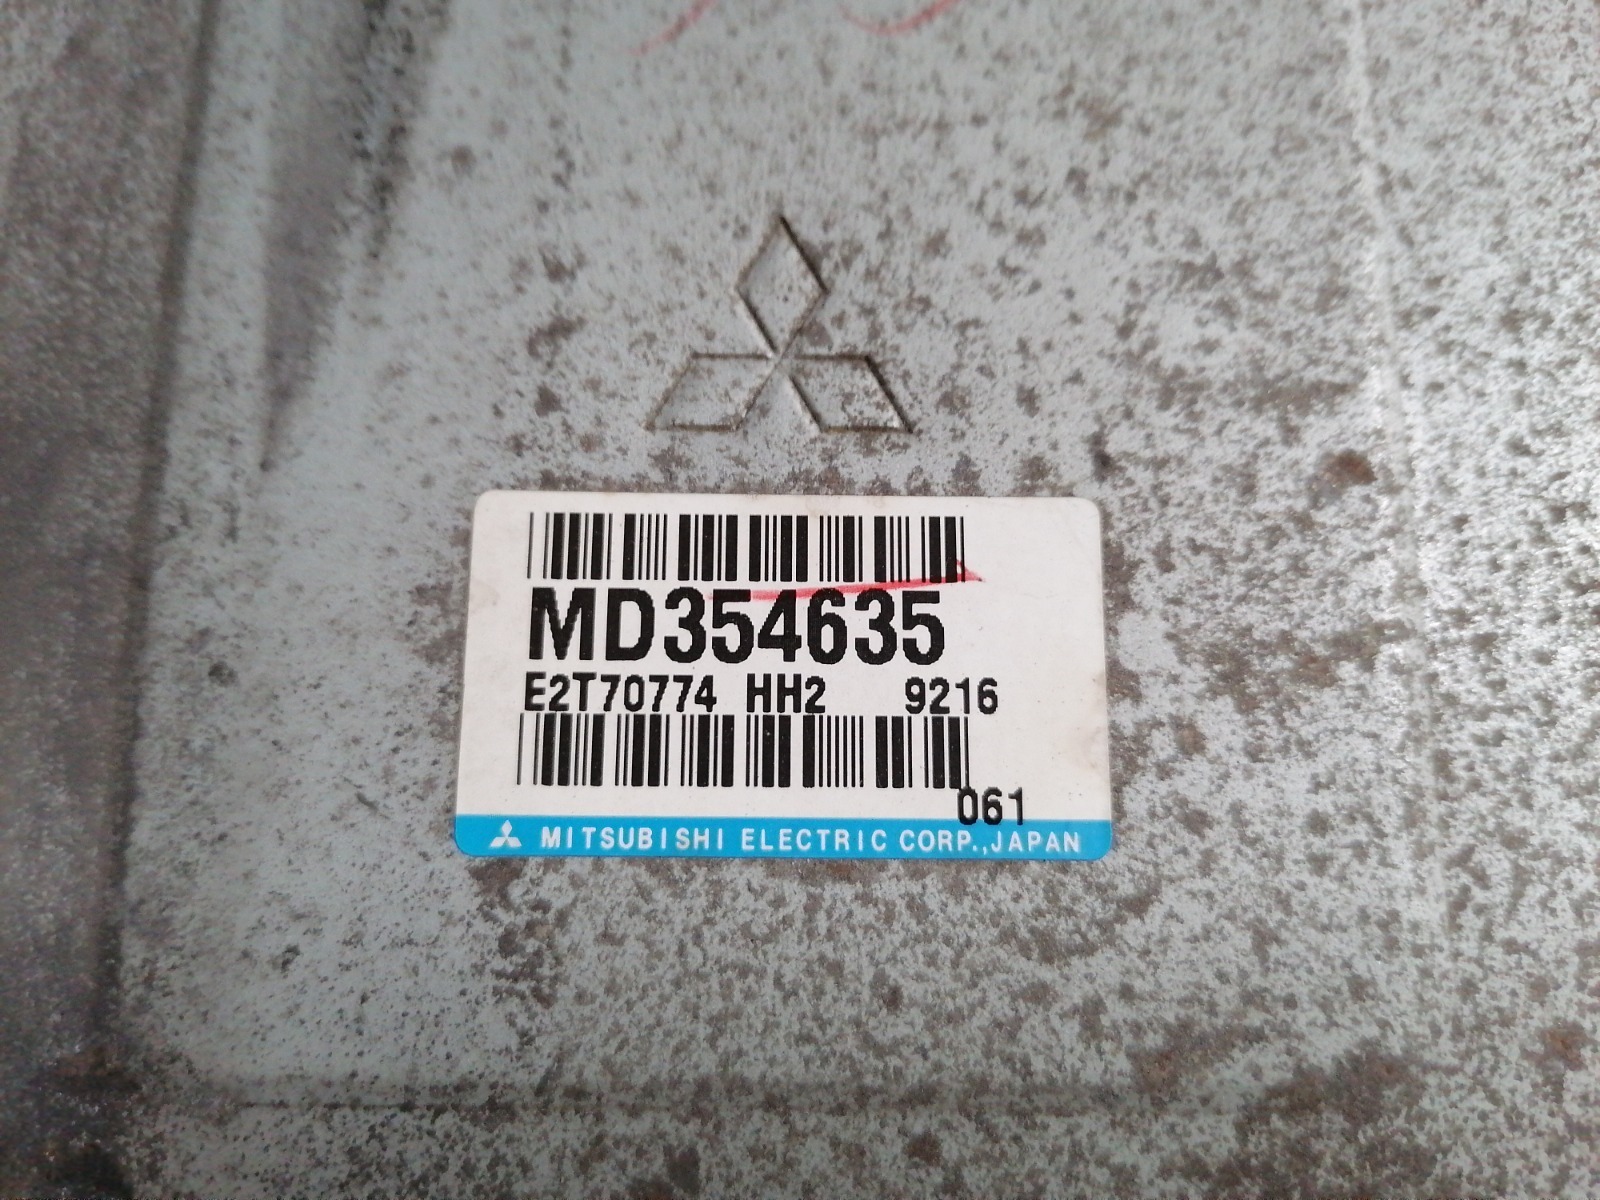 MD354635
E2T70774 HH2 9216
061
MITSUBISHI ELECTRIC CORP.,JAPAN